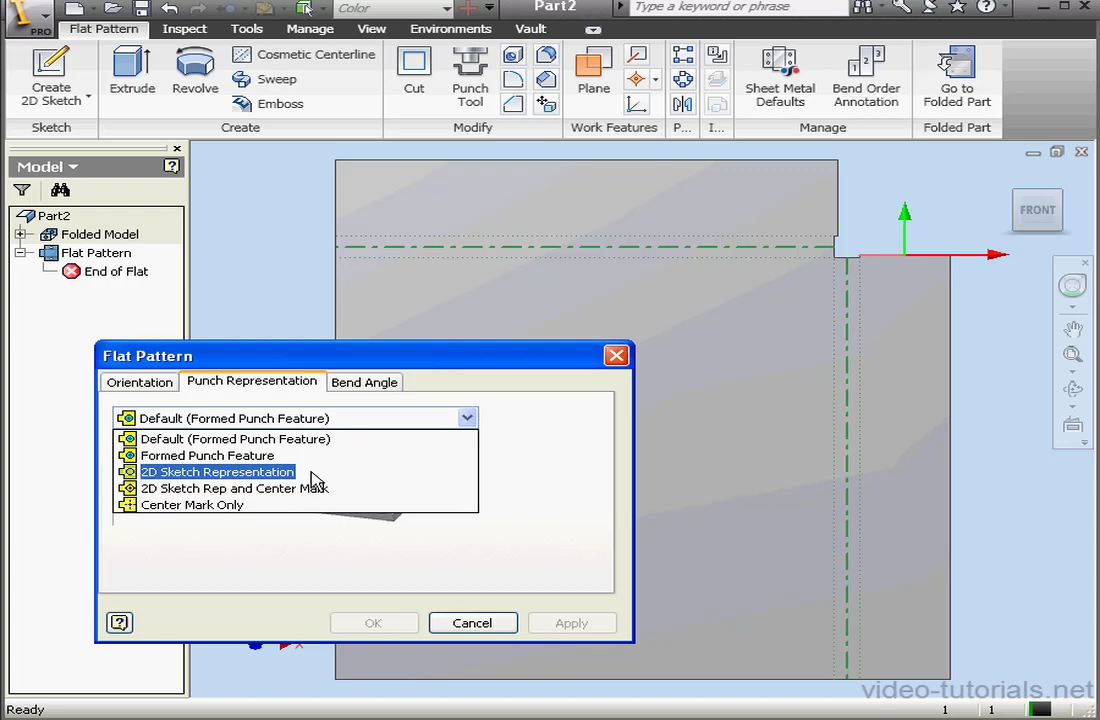 Color
Part2
Type a keyword or phrase
PRO
Flat Pattern
Inspect
Tools
Manage
View
Environments
Vault
Create
2D Sketch
Extrude
Revolve
Cosmetic Centerline
Sweep
Emboss
Cut
Punch
Tool
Plane
Sheet Metal
Defaults
Bend Order
Annotation
Go to
Folded Part
Sketch
Create
Modify
Work Features
P...
I...
Manage
Folded Part
Model
Part2
Folded Model
Flat Pattern
End of Flat
FRONT
Flat Pattern
Orientation
Punch Representation
Bend Angle
Default (Formed Punch Feature)
Default (Formed Punch Feature)
Formed Punch Feature
2D Sketch Representation
2D Sketch Rep and Center Mark
Center Mark Only
OK
Cancel
Apply
video-tutorials.net
Ready
1
1